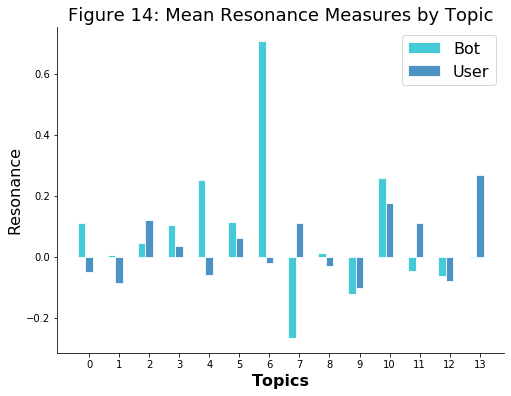 Figure 14: Mean Resonance Measures by Topic
Bot
User
Resonance
0.6
0.4
0.2
0.0
−0.2
0 1 2 3 4 5 6 7 8 9 10 11 12 13
Topics